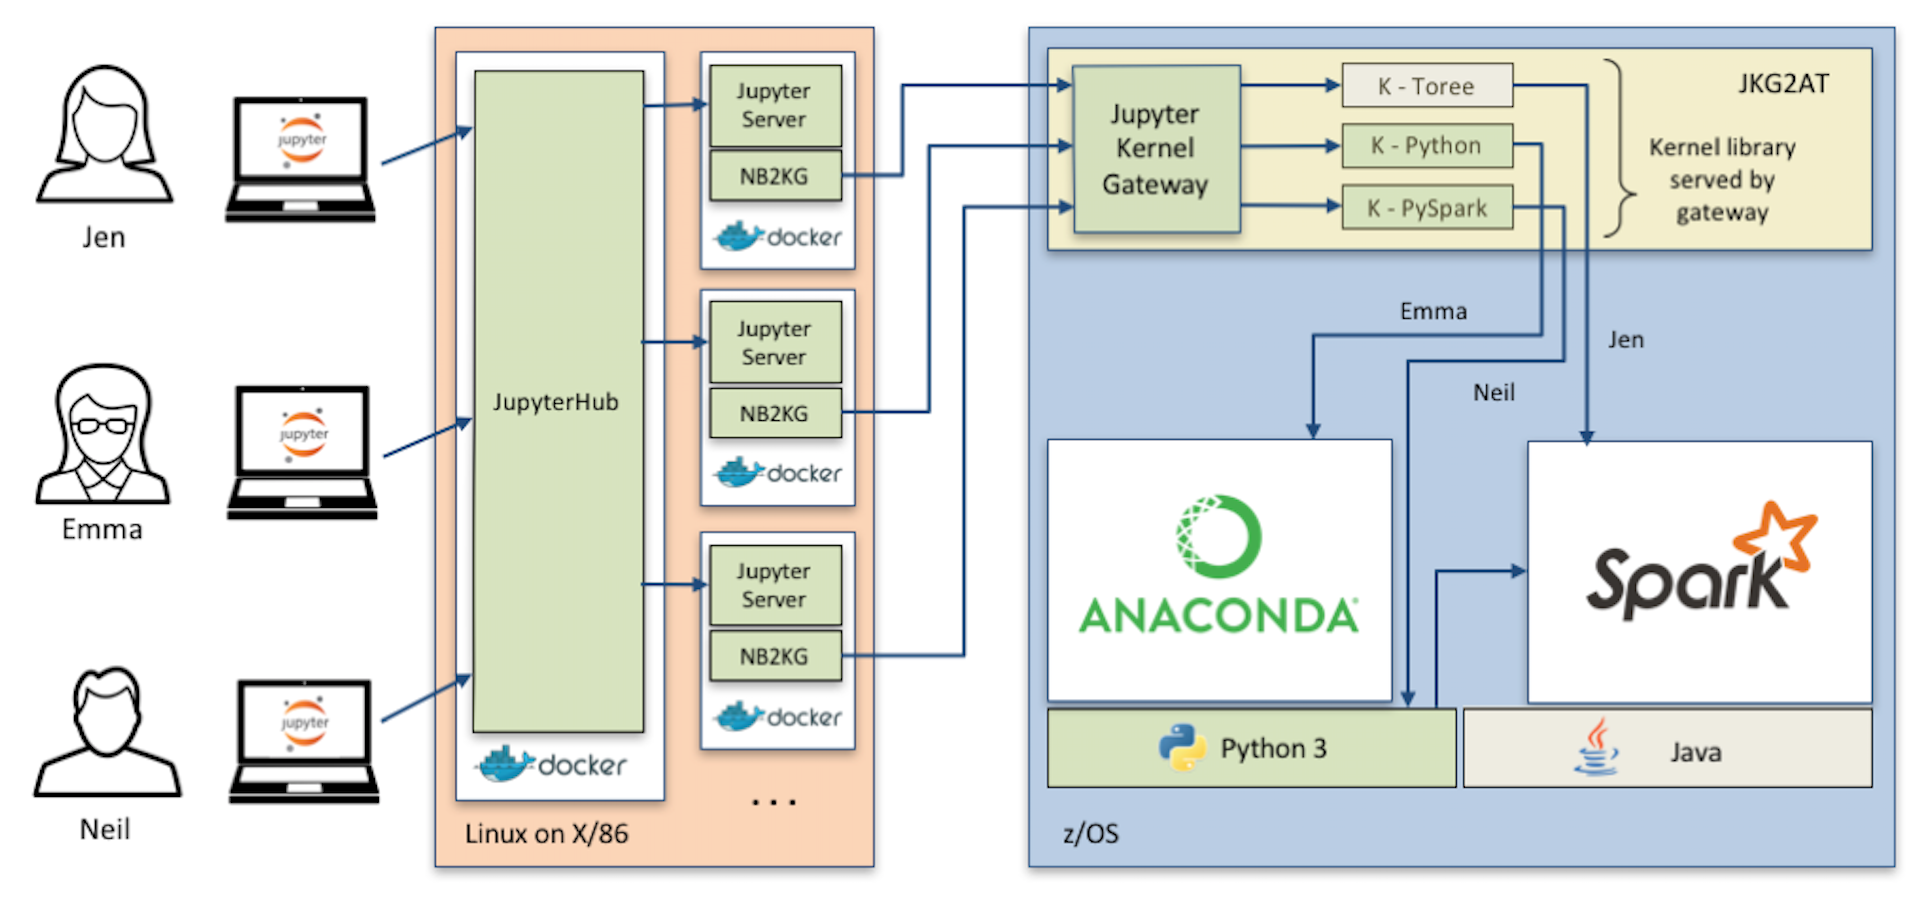 Jen
jupyter
Emma
jupyter
Neil
jupyter
JupyterHub
docker
Linux on X/86
Jupyter
Server
NB2KG
docker
Jupyter
Server
NB2KG
docker
Jupyter
Server
NB2KG
docker
...
Jupyter
Kernel
Gateway
K - Toree
K - Python
K - PySpark
JKG2AT
Kernel library
served by
gateway
Emma
Jen
Neil
ANACONDA
Spark
Python 3
Java
z/OS